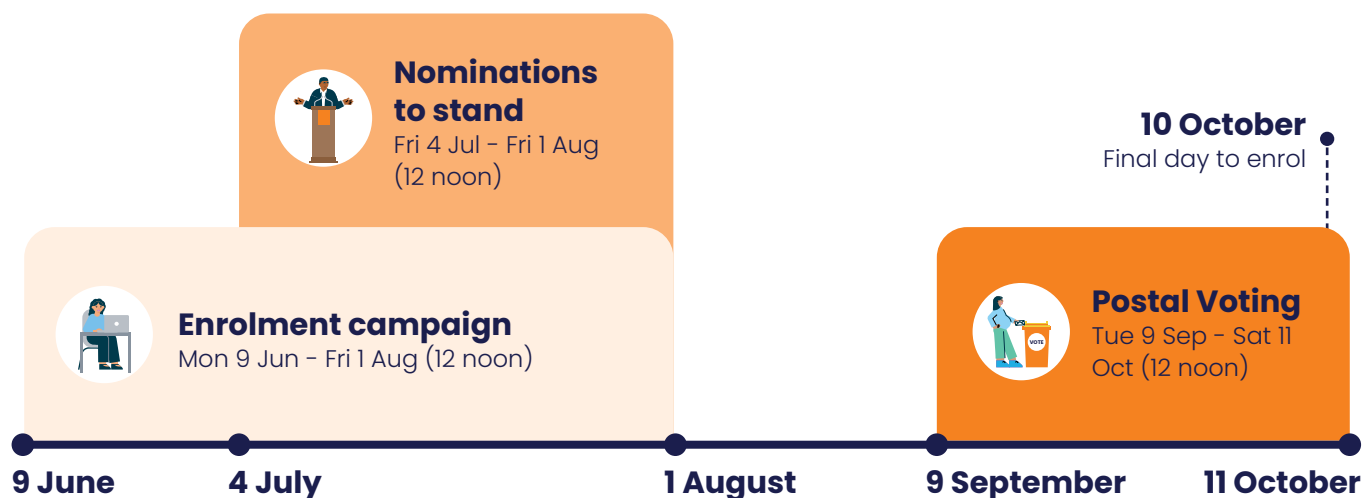 Nominations
to stand
Fri 4 Jul - Fri 1 Aug
(12 noon)
10 October
Final day to enrol
Enrolment campaign
Mon 9 Jun - Fri 1 Aug (12 noon)
Postal Voting
Tue 9 Sep - Sat 11
Oct (12 noon)
VOTE
9 June
4 July
1 August
9 September
11 October